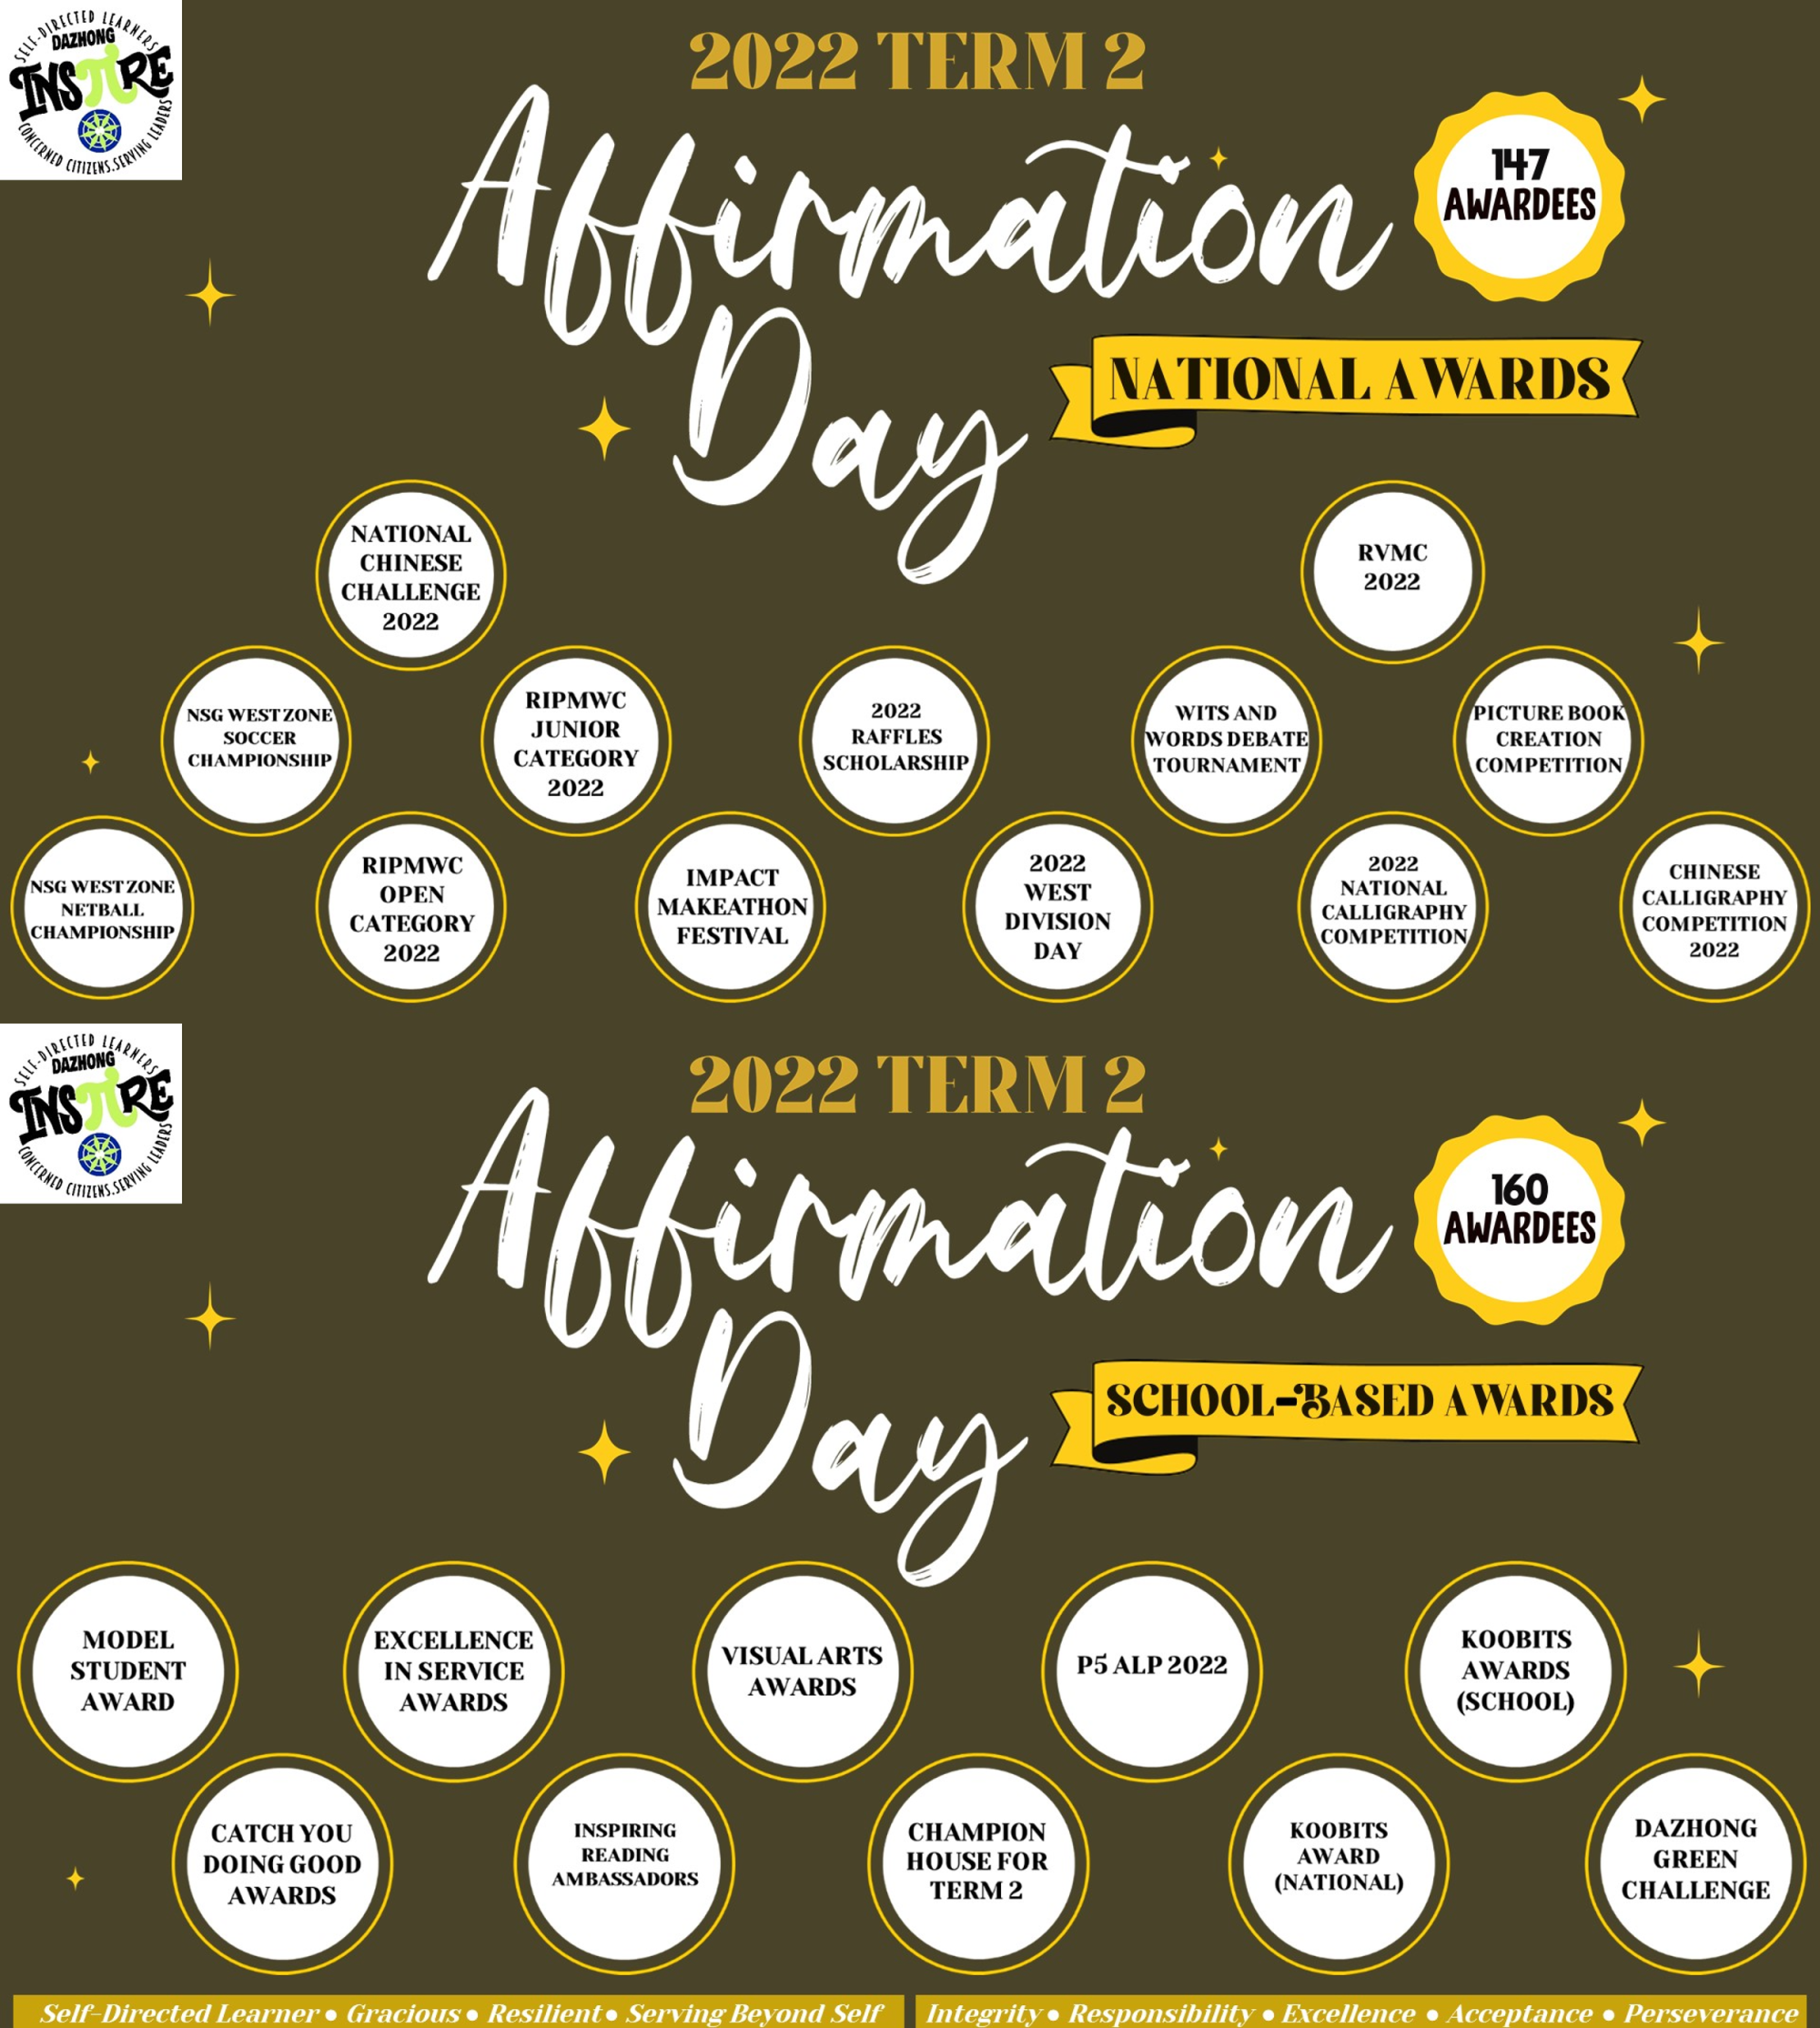 SELF-DIRECTED LEARNERS
DAZHONG
INSπRE
CONCERNED CITIZENS.SERVING LEADERS
2022 TERM 2
Affirmation
Day
147
AWARDEES
NATIONAL AWARDS
NATIONAL
CHINESE
CHALLENGE
2022
RVMC
2022
NSG WEST ZONE
SOCCER
CHAMPIONSHIP
RIPMWC
JUNIOR
CATEGORY
2022
2022
RAFFLES
SCHOLARSHIP
WITS AND
WORDS DEBATE
TOURNAMENT
PICTURE BOOK
CREATION
COMPETITION
NSG WEST ZONE
NETBALL
CHAMPIONSHIP
RIPMWC
OPEN
CATEGORY
2022
IMPACT
MAKEATHON
FESTIVAL
2022
WEST
DIVISION
DAY
2022
NATIONAL
CALLIGRAPHY
COMPETITION
CHINESE
CALLIGRAPHY
COMPETITION
2022
SELF-DIRECTED LEARNERS
DAZHONG
INSπRE
CONCERNED CITIZENS.SERVING LEADERS
2022 TERM 2
Affirmation
Day
160
AWARDEES
SCHOOL-BASED AWARDS
MODEL
STUDENT
AWARD
EXCELLENCE
IN SERVICE
AWARDS
VISUAL ARTS
AWARDS
P5 ALP 2022
KOOBITS
AWARDS
(SCHOOL)
CATCH YOU
DOING GOOD
AWARDS
INSPIRING
READING
AMBASSADORS
CHAMPION
HOUSE FOR
TERM 2
KOOBITS
AWARD
(NATIONAL)
DAZHONG
GREEN
CHALLENGE
Self-Directed Learner • Gracious • Resilient • Serving Beyond Self
Integrity • Responsibility • Excellence • Acceptance • Perseverance